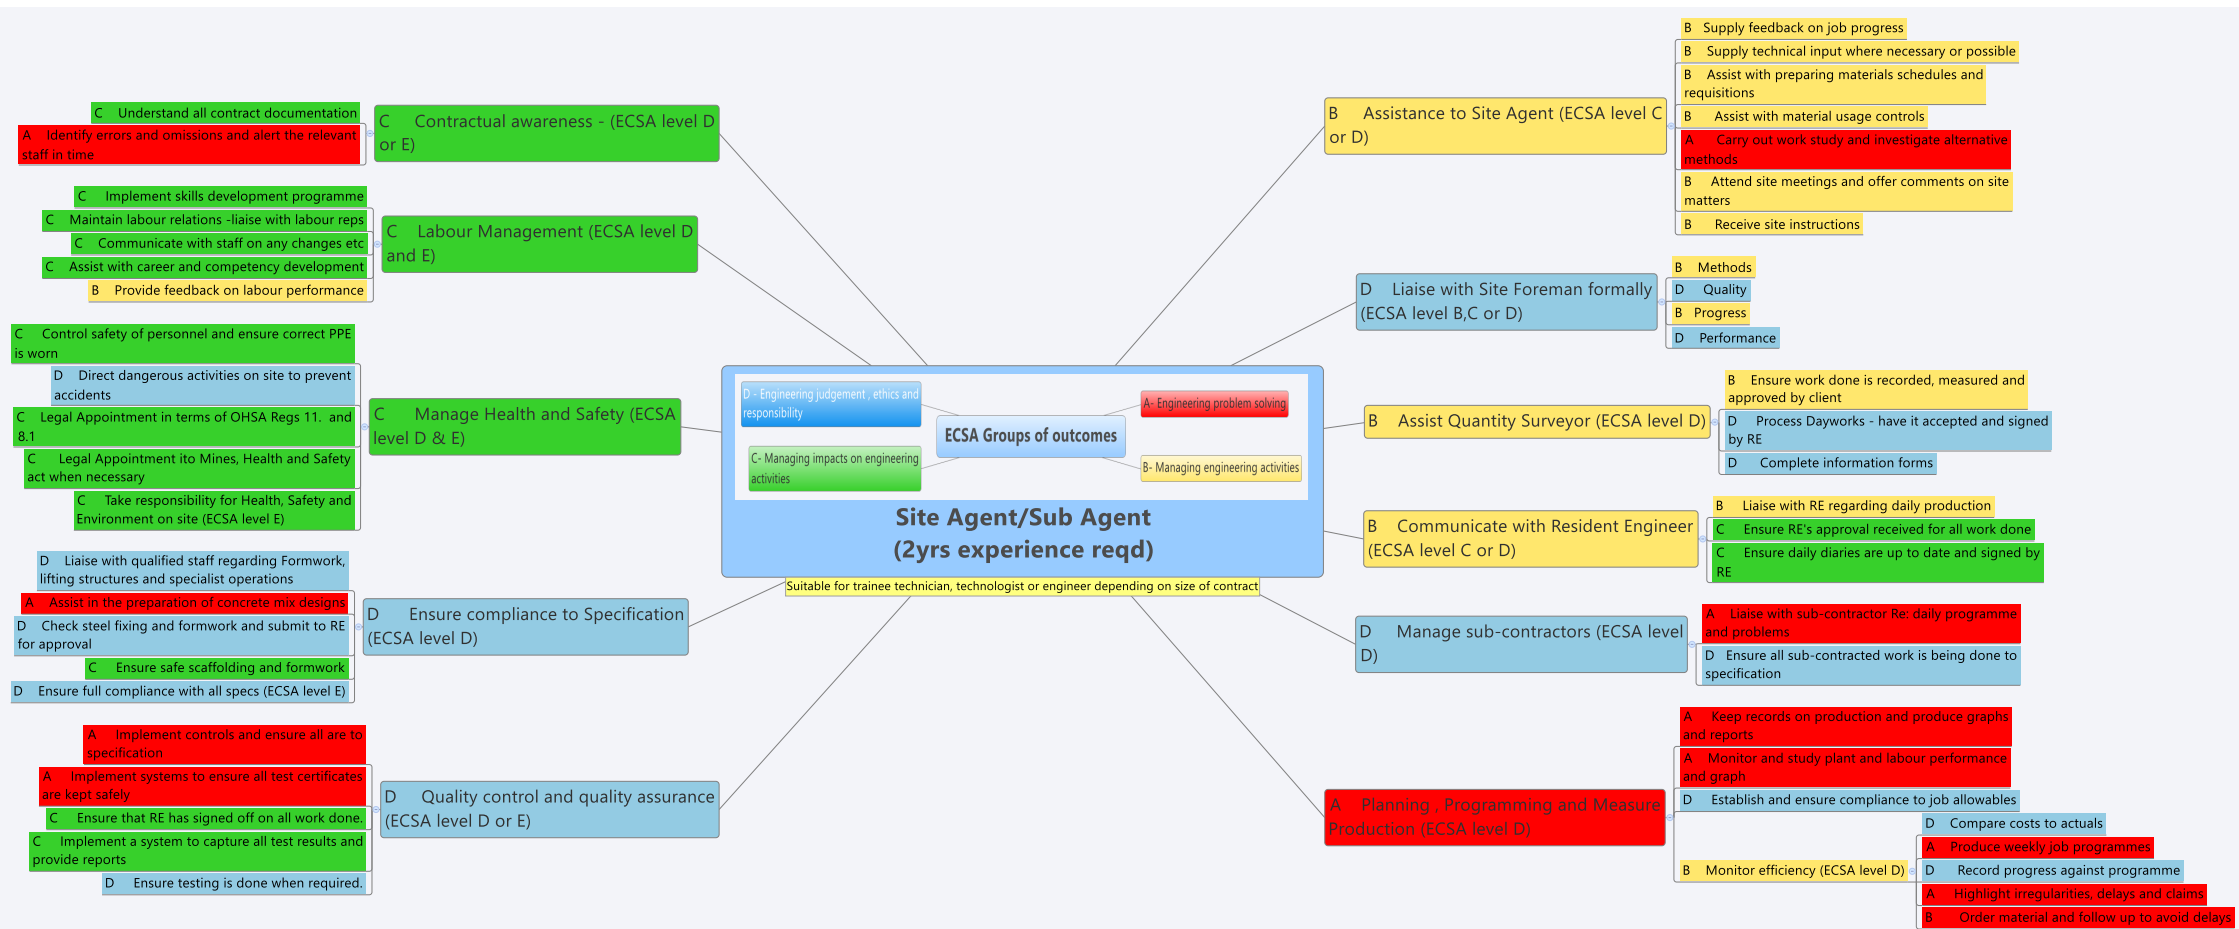 Site Agent/Sub Agent
(2yrs experience reqd)
Suitable for trainee technician, technologist or engineer depending on size of contract
ECSA Groups of outcomes
D - Engineering judgement , ethics and
responsibility
A- Engineering problem solving
C- Managing impacts on engineering
activities
B- Managing engineering activities
B Assistance to Site Agent (ECSA level C
or D)
B Supply feedback on job progress
B Supply technical input where necessary or possible
B Assist with preparing materials schedules and
requisitions
B Assist with material usage controls
A Carry out work study and investigate alternative
methods
B Attend site meetings and offer comments on site
matters
B Receive site instructions
D Liaise with Site Foreman formally
(ECSA level B,C or D)
B Methods
D Quality
B Progress
D Performance
B Assist Quantity Surveyor (ECSA level D)
B Ensure work done is recorded, measured and
approved by client
D Process Dayworks - have it accepted and signed
by RE
D Complete information forms
B Communicate with Resident Engineer
(ECSA level C or D)
B Liaise with RE regarding daily production
C Ensure RE's approval received for all work done
C Ensure daily diaries are up to date and signed by
RE
D Manage sub-contractors (ECSA level
D)
A Liaise with sub-contractor Re: daily programme
and problems
D Ensure all sub-contracted work is being done to
specification
A Planning , Programming and Measure
Production (ECSA level D)
A Keep records on production and produce graphs
and reports
A Monitor and study plant and labour performance
and graph
D Establish and ensure compliance to job allowables
B Monitor efficiency (ECSA level D)
D Compare costs to actuals
A Produce weekly job programmes
D Record progress against programme
A Highlight irregularities, delays and claims
B Order material and follow up to avoid delays
C Contractual awareness - (ECSA level D
or E)
C Understand all contract documentation
A Identify errors and omissions and alert the relevant
staff in time
C Labour Management (ECSA level D
and E)
C Implement skills development programme
C Maintain labour relations -liaise with labour reps
C Communicate with staff on any changes etc
C Assist with career and competency development
B Provide feedback on labour performance
C Manage Health and Safety (ECSA
level D & E)
C Control safety of personnel and ensure correct PPE
is worn
D Direct dangerous activities on site to prevent
accidents
C Legal Appointment in terms of OHSA Regs 11. and
8.1
C Legal Appointment ito Mines, Health and Safety
act when necessary
C Take responsibility for Health, Safety and
Environment on site (ECSA level E)
D Ensure compliance to Specification
(ECSA level D)
D Liaise with qualified staff regarding Formwork,
lifting structures and specialist operations
A Assist in the preparation of concrete mix designs
D Check steel fixing and formwork and submit to RE
for approval
C Ensure safe scaffolding and formwork
D Ensure full compliance with all specs (ECSA level E)
D Quality control and quality assurance
(ECSA level D or E)
A Implement controls and ensure all are to
specification
A Implement systems to ensure all test certificates
are kept safely
C Ensure that RE has signed off on all work done.
C Implement a system to capture all test results and
provide reports
D Ensure testing is done when required.